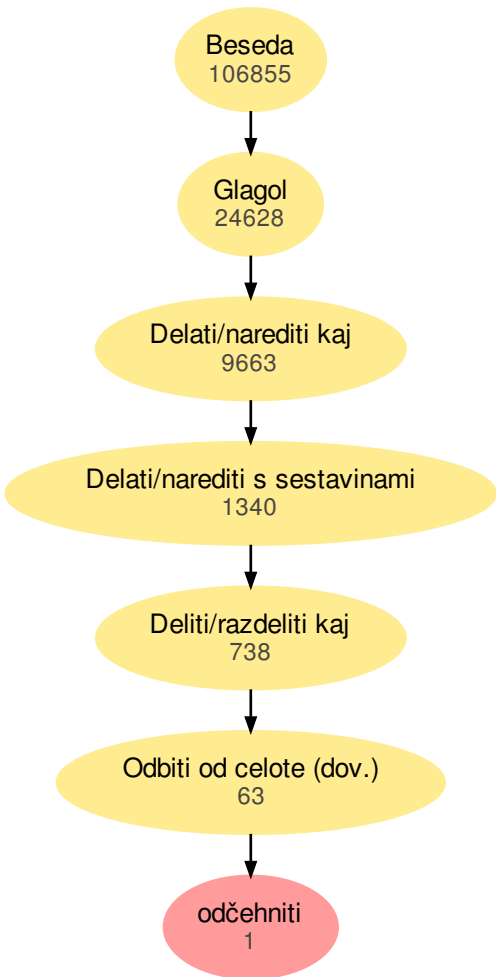 Beseda
106855
Glagol
24628
Delati/narediti kaj
9663
Delati/narediti s sestavinami
1340
Deliti/razdeliti kaj
738
Odbiti od celote (dov.)
63
odčehniti
1